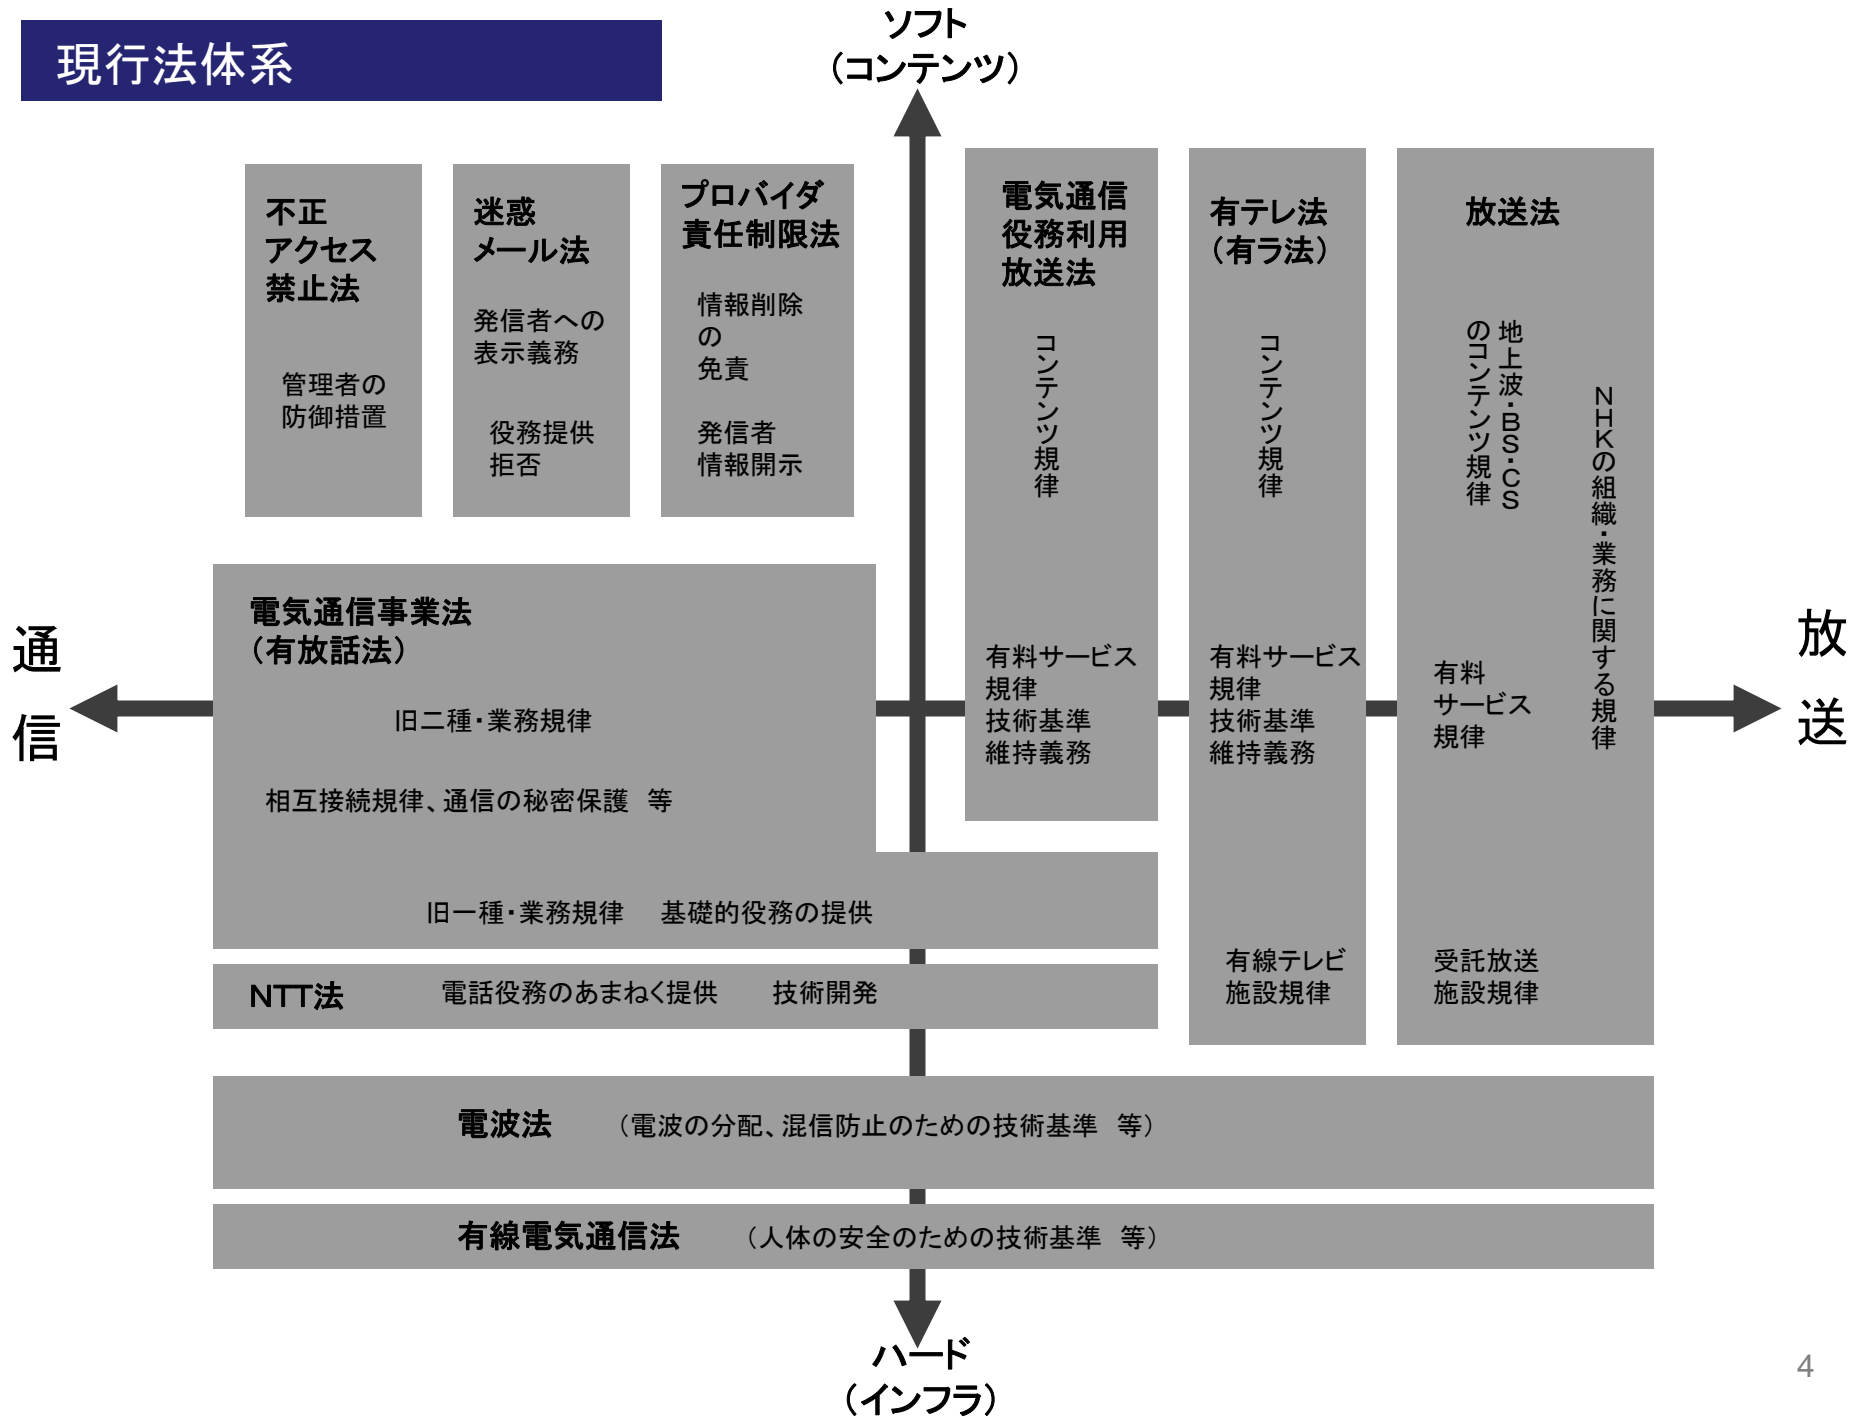 現行法体系
ソフト
（コンテンツ）
不正
アクセス
禁止法
管理者の
防御措置
迷惑
メール法
発信者への
表示義務
役務提供
拒否
プロバイダ
責任制限法
情報削除
の
免責
発信者
情報開示
電気通信
役務利用
放送法
コンテンツ規律
有料サービス
規律
技術基準
維持義務
有テレ法
（有ラ法）
コンテンツ規律
有料サービス
規律
技術基準
維持義務
有線テレビ
施設規律
放送法
地上波・BS・CS
のコンテンツ規律
NHKの組織・業務に関する規律
有料
サービス
規律
受託放送
施設規律
通信
放送
電気通信事業法
（有放話法）
旧二種・業務規律
相互接続規律、通信の秘密保護　等
旧一種・業務規律　基礎的役務の提供
NTT法　電話役務のあまねく提供　技術開発
電波法　（電波の分配、混信防止のための技術基準　等）
有線電気通信法　（人体の安全のための技術基準　等）
ハード
（インフラ）
4